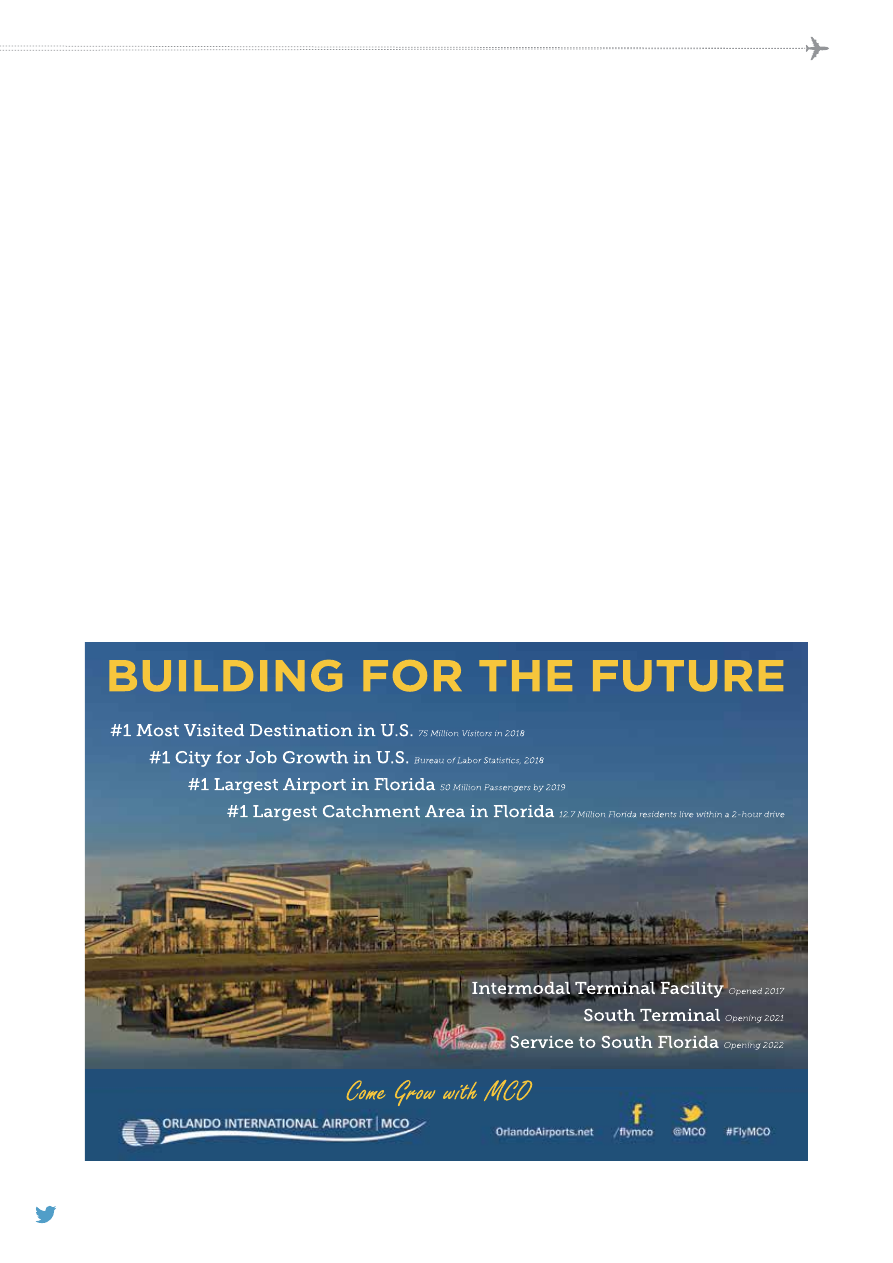 BUILDING FOR THE FUTURE
#1 Most Visited Destination in U.S. 75 Million Visitors in 2018
#1 City for Job Growth in U.S. Bureau of Labor Statistics, 2018
#1 Largest Airport in Florida 50 Million Passengers by 2019
#1 Largest Catchment Area in Florida 12.7 Million Florida residents live within a 2-hour drive
Intermodal Terminal Facility Opened 2017
South Terminal Opening 2021
Virgin Trains USA Service to South Florida Opening 2022
Come Grow with MCO
ORLANDO INTERNATIONAL AIRPORT | MCO
OrlandoAirports.net /flymco @MCO #FlyMCO